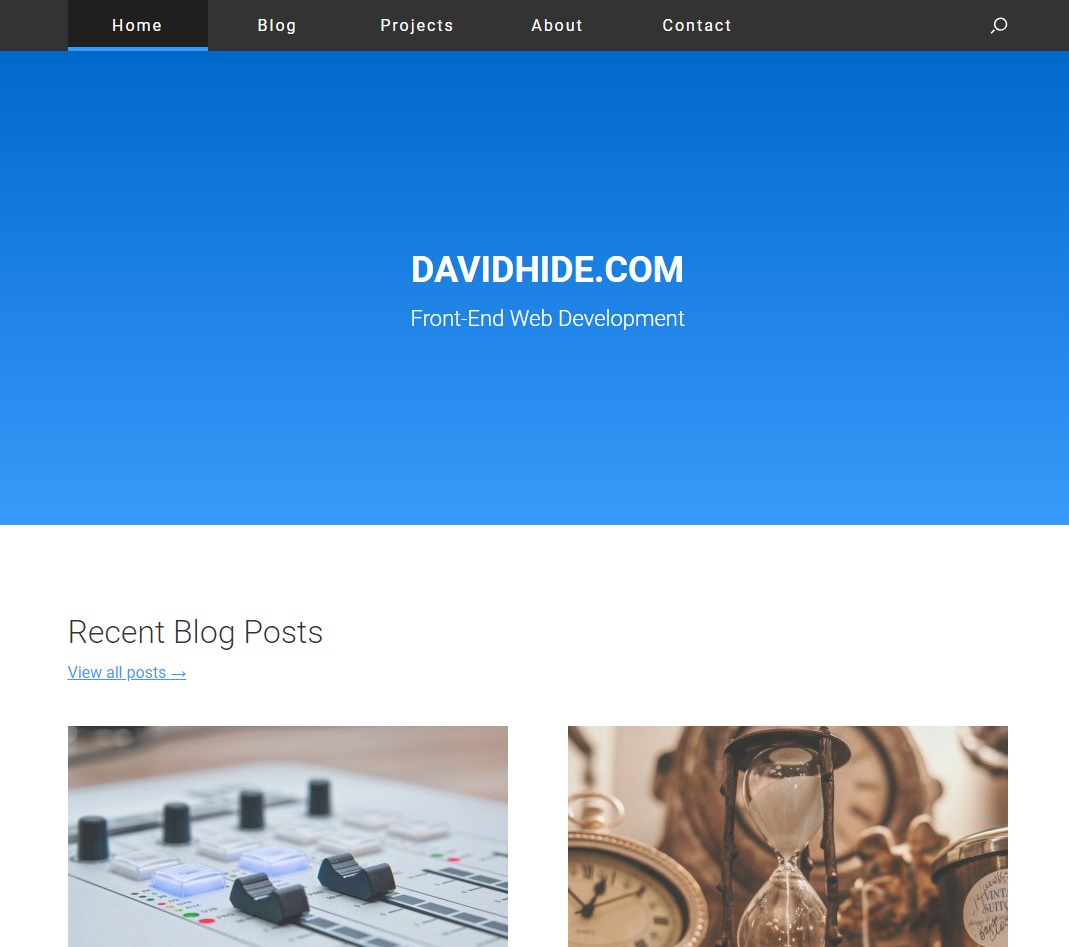 Home Blog Projects About Contact
DAVIDHIDE.COM
Front-End Web Development
Recent Blog Posts
View all posts →